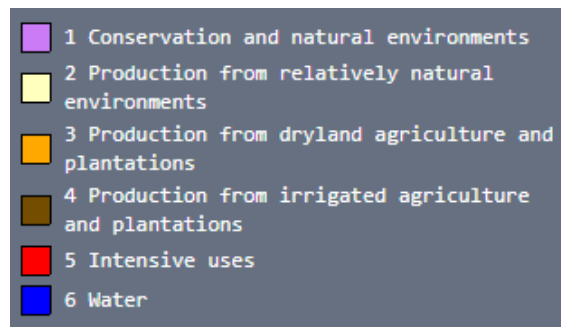 1 Conservation and natural environments
2 Production from relatively natural
environments
3 Production from dryland agriculture and
plantations
4 Production from irrigated agriculture
and plantations
5 Intensive uses
6 Water